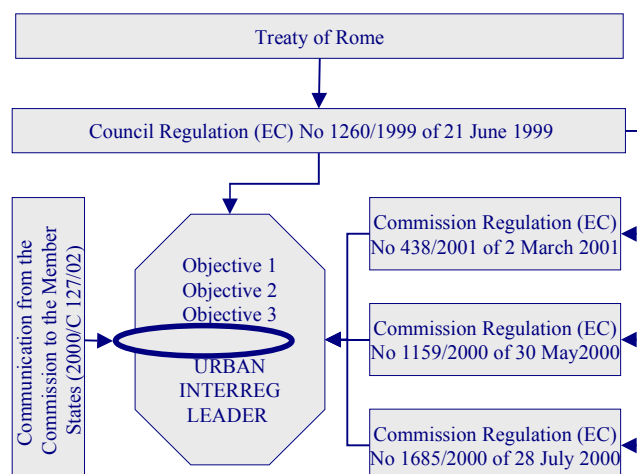 Treaty of Rome
Council Regulation (EC) No 1260/1999 of 21 June 1999
Communication from the
Commission to the Member
States (2000/C 127/02)
Objective 1
Objective 2
Objective 3
URBAN
INTERREG
LEADER
Commission Regulation (EC)
No 438/2001 of 2 March 2001
Commission Regulation (EC)
No 1159/2000 of 30 May2000
Commission Regulation (EC)
No 1685/2000 of 28 July 2000